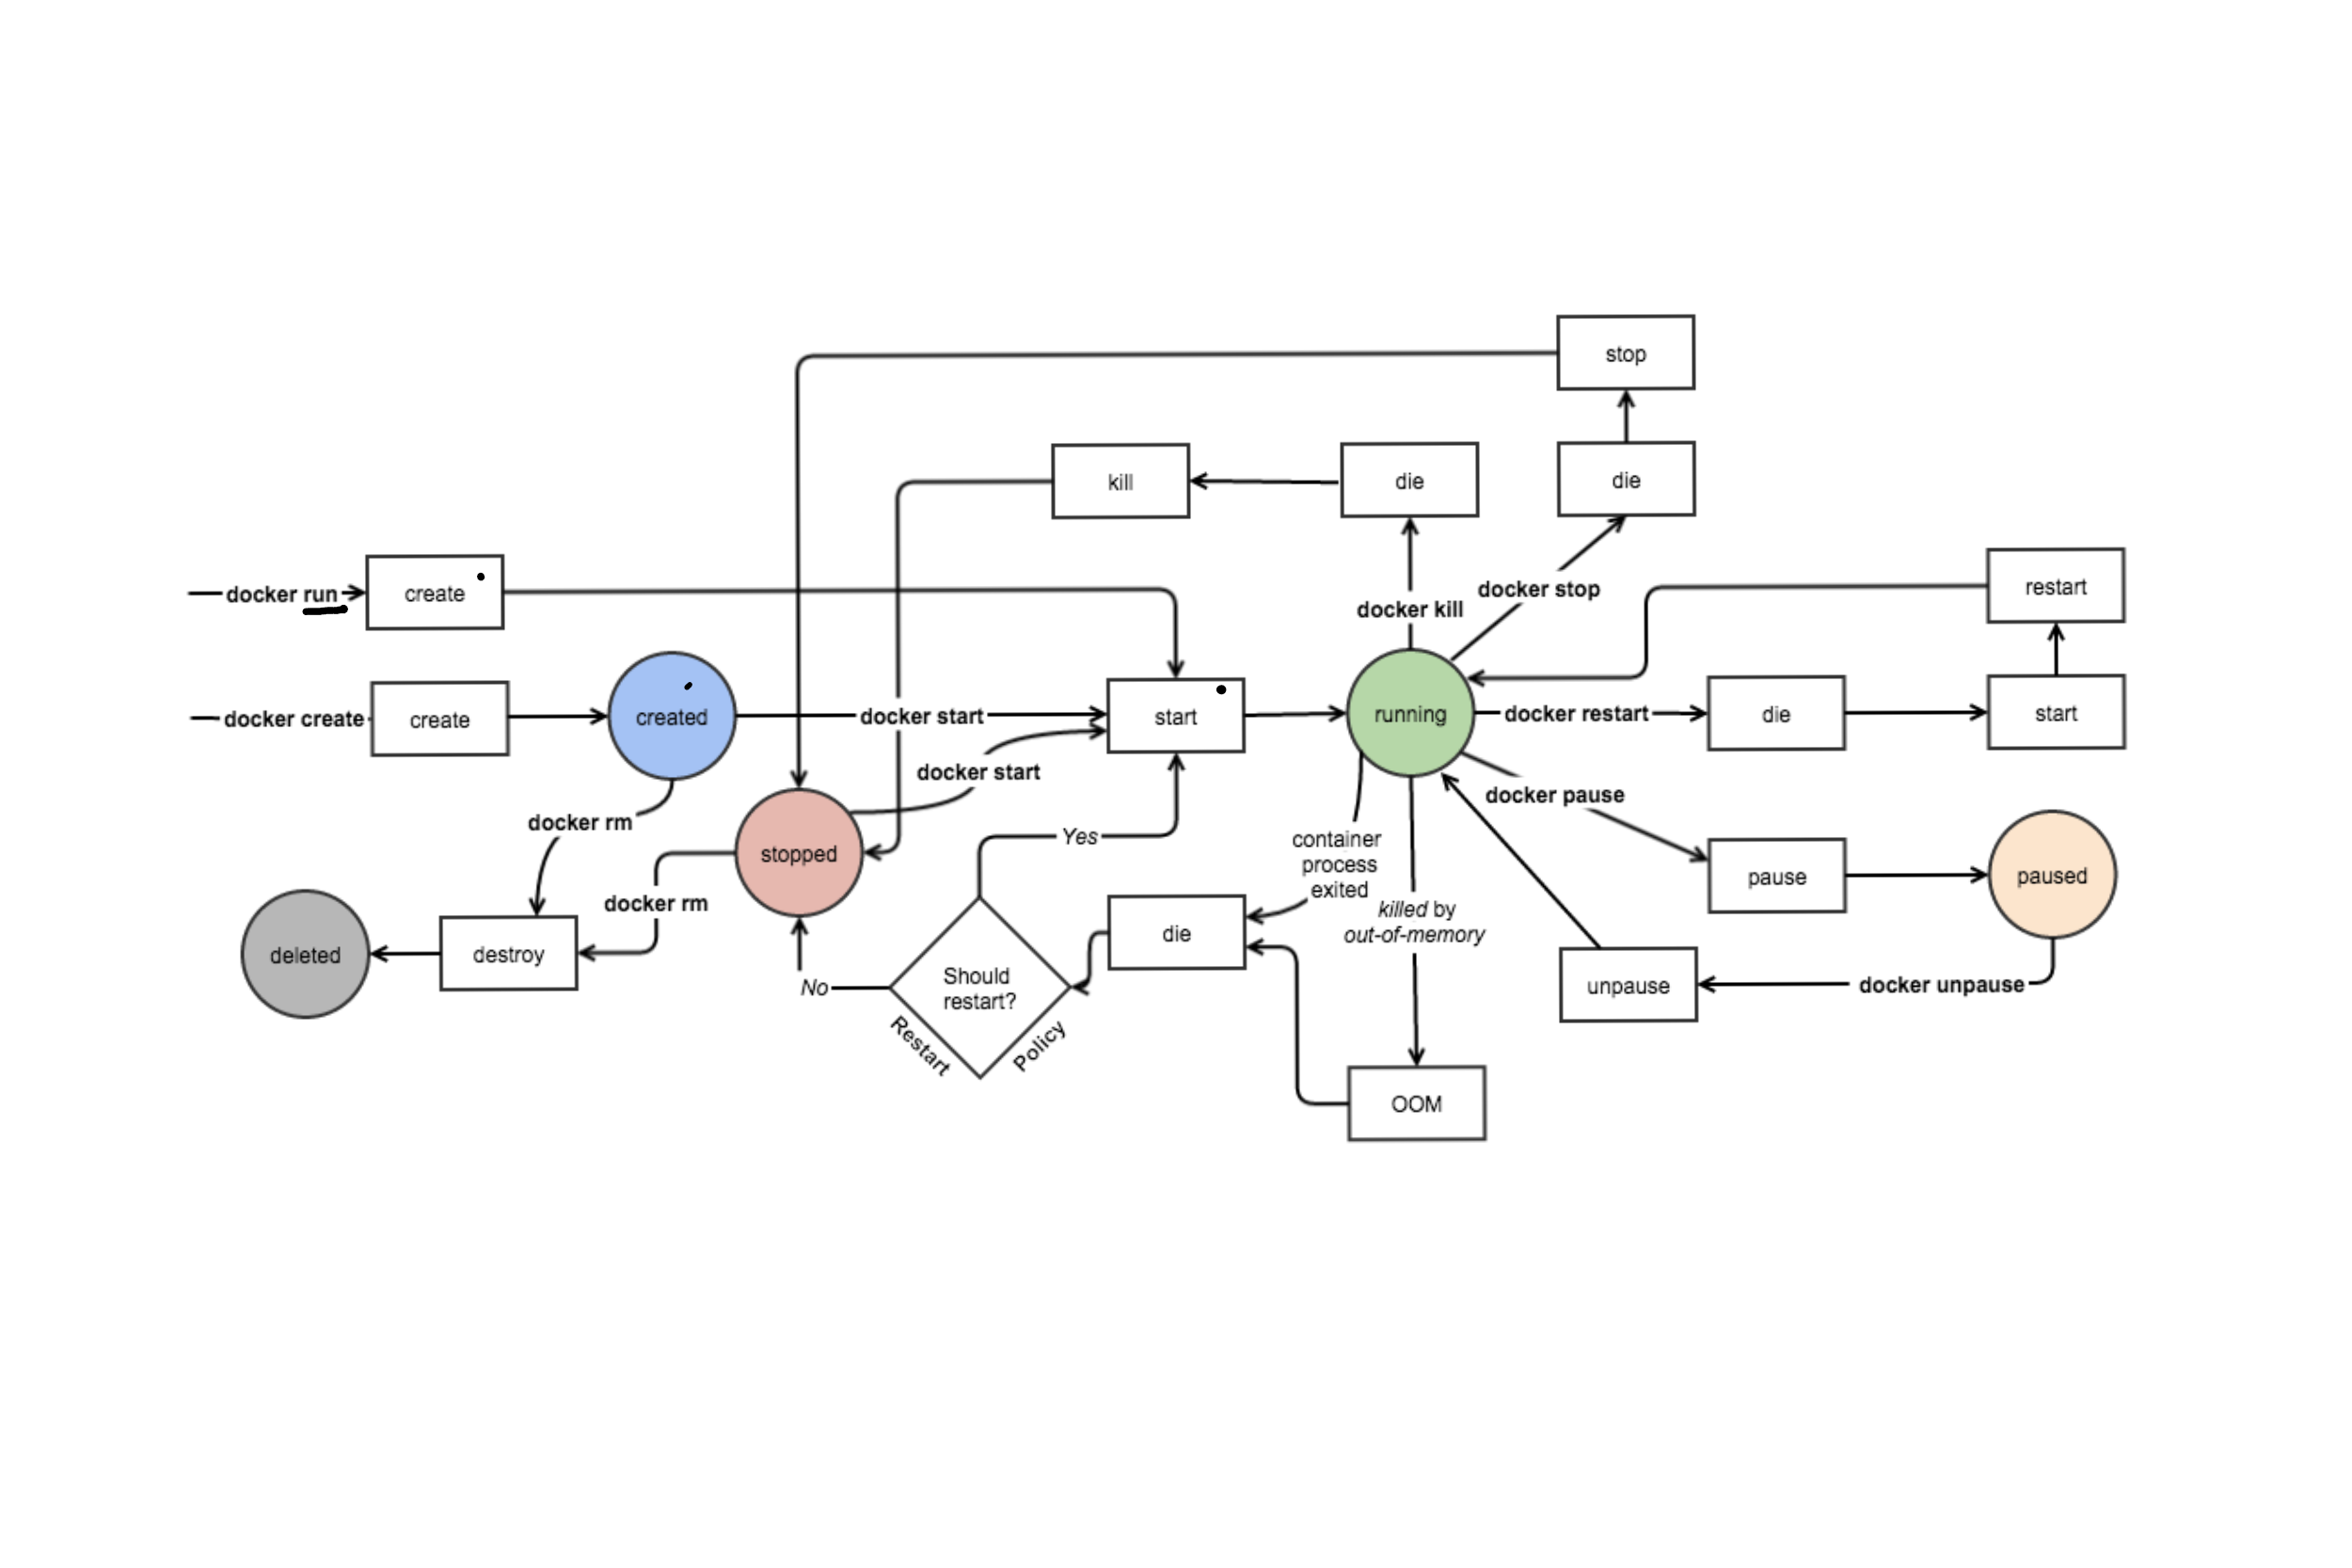 stop
kill
die
die
docker run
create
docker kill
docker stop
restart
docker create
create
created
docker start
start
running
docker restart
die
start
docker start
docker pause
docker rm
stopped
Yes
container
process
exited
pause
paused
docker rm
killed by
out-of-memory
deleted
destroy
No
Should
restart?
Restart
Policy
die
unpause
docker unpause
OOM